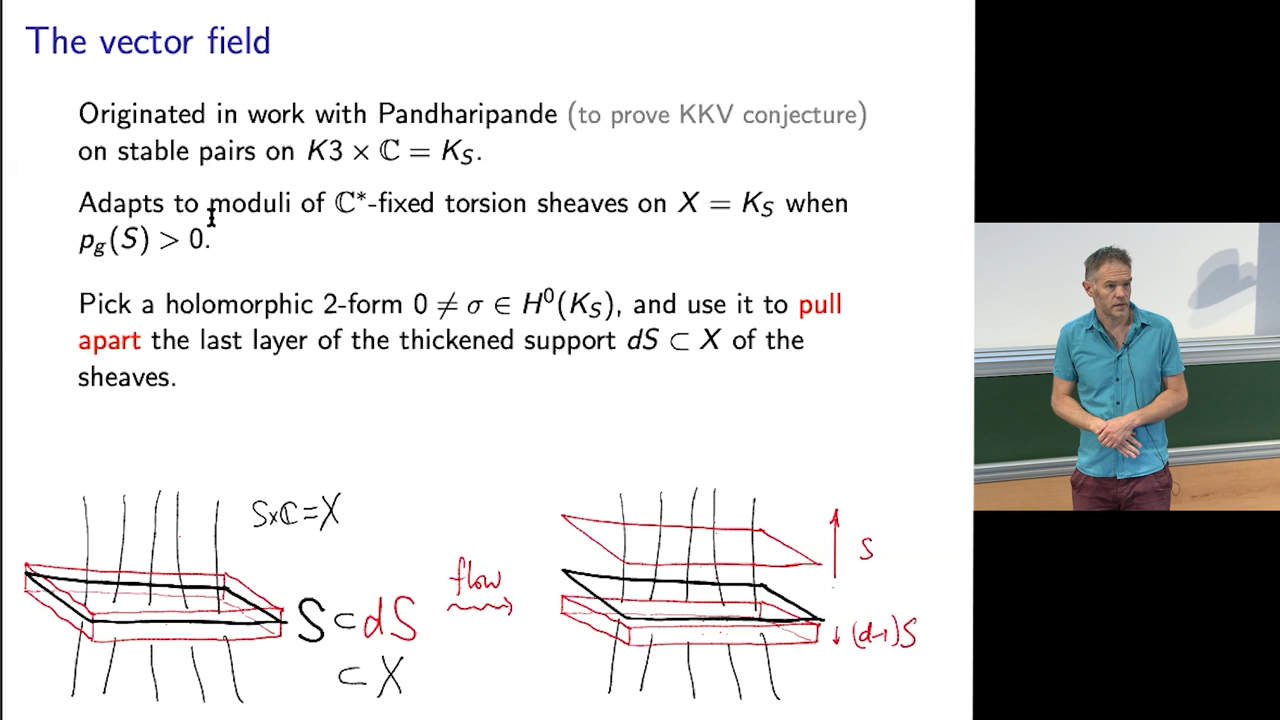 The vector field
Originated in work with Pandharipande (to prove KKV conjecture)
on stable pairs on K3 × ℂ = K_S.
Adapts to moduli of ℂ*-fixed torsion sheaves on X = K_S when
p_g(S) > 0.
Pick a holomorphic 2-form 0 ≠ σ ∈ H⁰(K_S), and use it to pull
apart the last layer of the thickened support dS ⊂ X of the
sheaves.
S×ℂ=X
S ⊂ dS
⊂ X
flow
S
(d-1)S